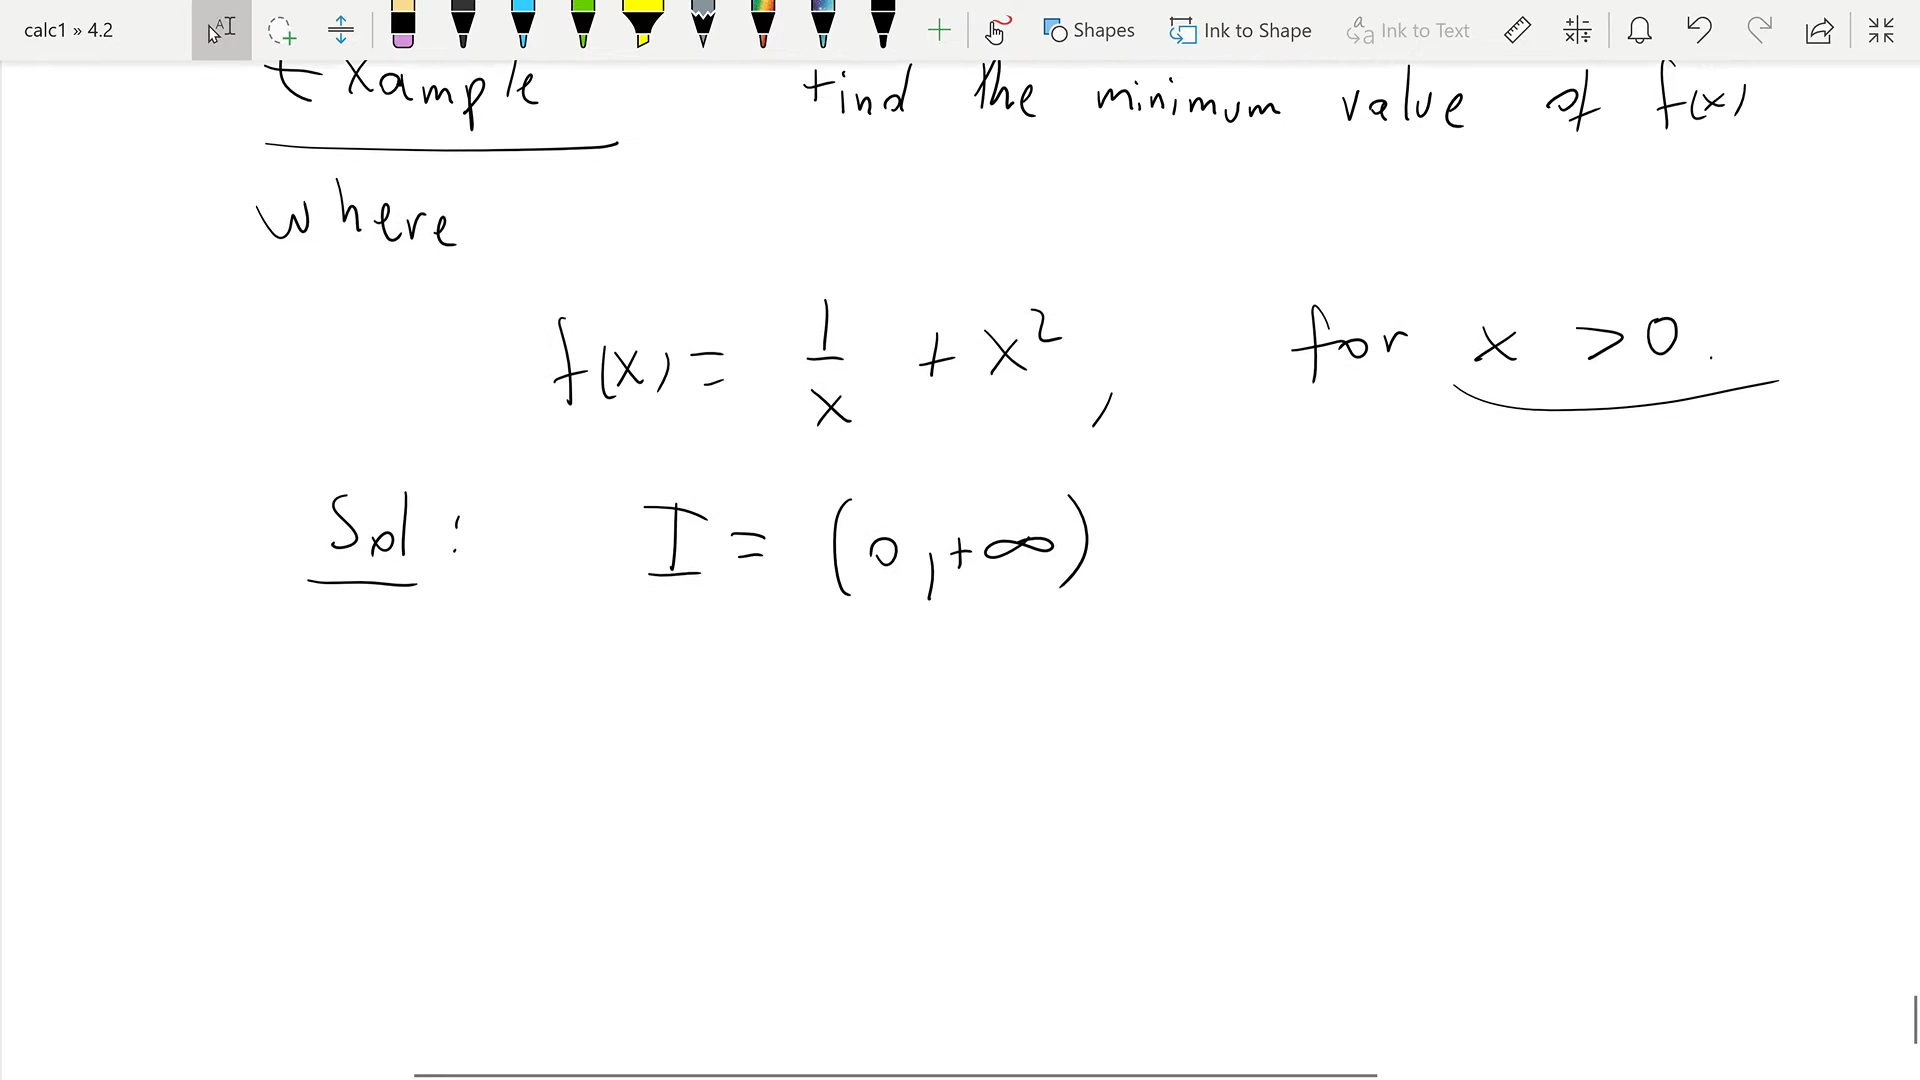 calc1 » 4.2 Shapes Ink to Shape Ink to Text
Example find the minimum value of f(x)
where
f(x) = 1/x + x², for x > 0.
Sol : I = (0, +∞)